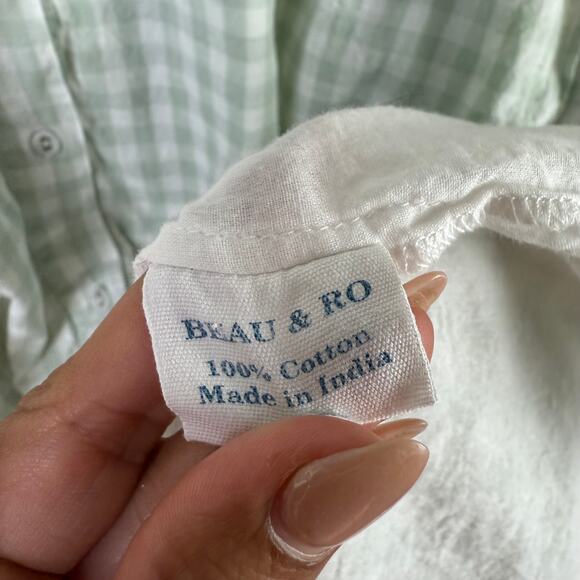 BEAU & RO
100% Cotton
Made in India